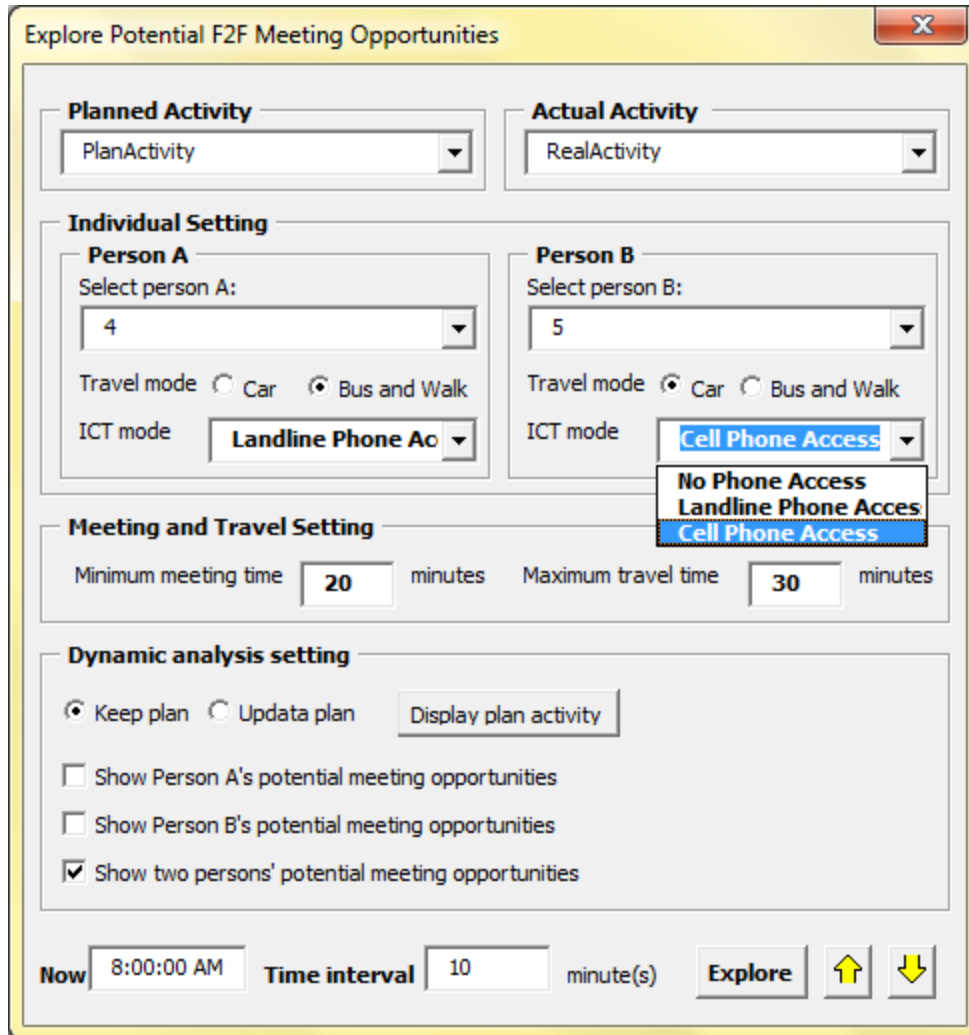 Explore Potential F2F Meeting Opportunities
Planned Activity
PlanActivity
Actual Activity
RealActivity
Individual Setting
Person A
Select person A:
4
Travel mode Car Bus and Walk
ICT mode Landline Phone Ac
Person B
Select person B:
5
Travel mode Car Bus and Walk
ICT mode Cell Phone Access
No Phone Access
Landline Phone Acces
Cell Phone Access
Meeting and Travel Setting
Minimum meeting time 20 minutes Maximum travel time 30 minutes
Dynamic analysis setting
Keep plan Updata plan Display plan activity
Show Person A's potential meeting opportunities
Show Person B's potential meeting opportunities
Show two persons' potential meeting opportunities
Now 8:00:00 AM Time interval 10 minute(s) Explore